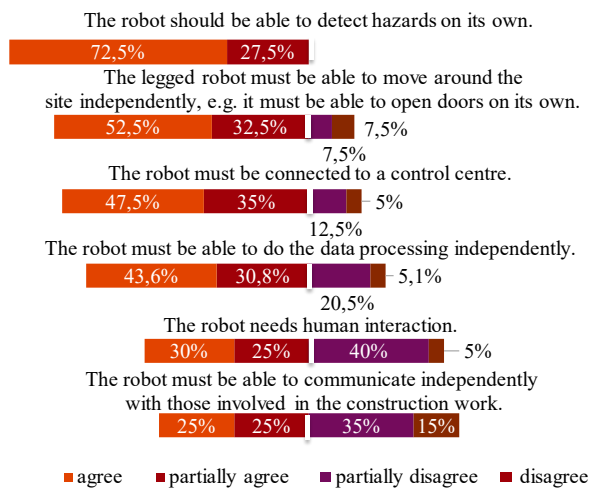 The robot should be able to detect hazards on its own.
72,5% 27,5%
The legged robot must be able to move around the
site independently, e.g. it must be able to open doors on its own.
52,5% 32,5% 7,5%
7,5%
The robot must be connected to a control centre.
47,5% 35% 5%
12,5%
The robot must be able to do the data processing independently.
43,6% 30,8% 5,1%
20,5%
The robot needs human interaction.
30% 25% 40% 5%
The robot must be able to communicate independently
with those involved in the construction work.
25% 25% 35% 15%
agree partially agree partially disagree disagree